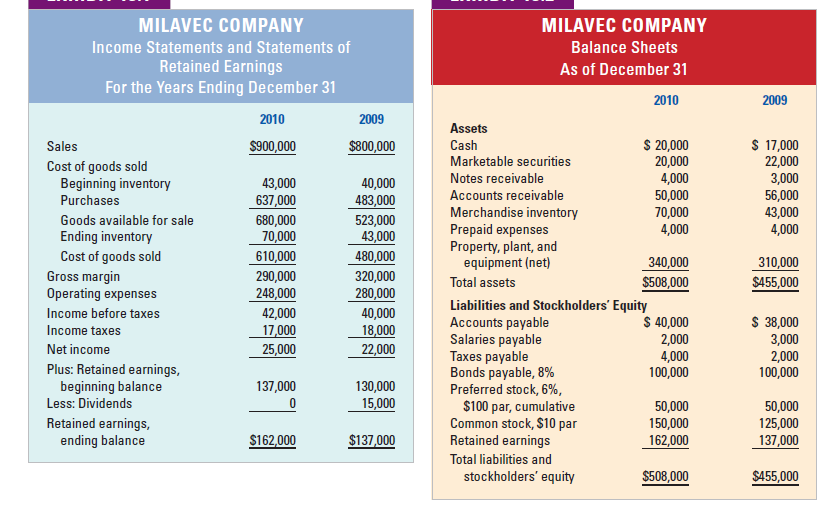 MILAVEC COMPANY
Income Statements and Statements of
Retained Earnings
For the Years Ending December 31
2010 2009
Sales $900,000 $800,000
Cost of goods sold
Beginning inventory 43,000 40,000
Purchases 637,000 483,000
Goods available for sale 680,000 523,000
Ending inventory 70,000 43,000
Cost of goods sold 610,000 480,000
Gross margin 290,000 320,000
Operating expenses 248,000 280,000
Income before taxes 42,000 40,000
Income taxes 17,000 18,000
Net income 25,000 22,000
Plus: Retained earnings,
beginning balance 137,000 130,000
Less: Dividends 0 15,000
Retained earnings,
ending balance $162,000 $137,000
MILAVEC COMPANY
Balance Sheets
As of December 31
2010 2009
Assets
Cash $ 20,000 $ 17,000
Marketable securities 20,000 22,000
Notes receivable 4,000 3,000
Accounts receivable 50,000 56,000
Merchandise inventory 70,000 43,000
Prepaid expenses 4,000 4,000
Property, plant, and
equipment (net) 340,000 310,000
Total assets $508,000 $455,000
Liabilities and Stockholders' Equity
Accounts payable $ 40,000 $ 38,000
Salaries payable 2,000 3,000
Taxes payable 4,000 2,000
Bonds payable, 8% 100,000 100,000
Preferred stock, 6%,
$100 par, cumulative 50,000 50,000
Common stock, $10 par 150,000 125,000
Retained earnings 162,000 137,000
Total liabilities and
stockholders' equity $508,000 $455,000